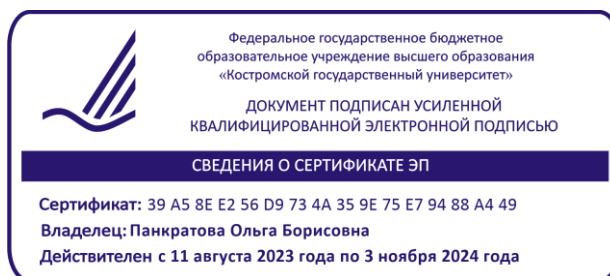 Федеральное государственное бюджетное
образовательное учреждение высшего образования
«Костромской государственный университет»
ДОКУМЕНТ ПОДПИСАН УСИЛЕННОЙ
КВАЛИФИЦИРОВАННОЙ ЭЛЕКТРОННОЙ ПОДПИСЬЮ
СВЕДЕНИЯ О СЕРТИФИКАТЕ ЭП
Сертификат: 39 A5 8E E2 56 D9 73 4A 35 9E 75 E7 94 88 A4 49
Владелец: Панкратова Ольга Борисовна
Действителен с 11 августа 2023 года по 3 ноября 2024 года